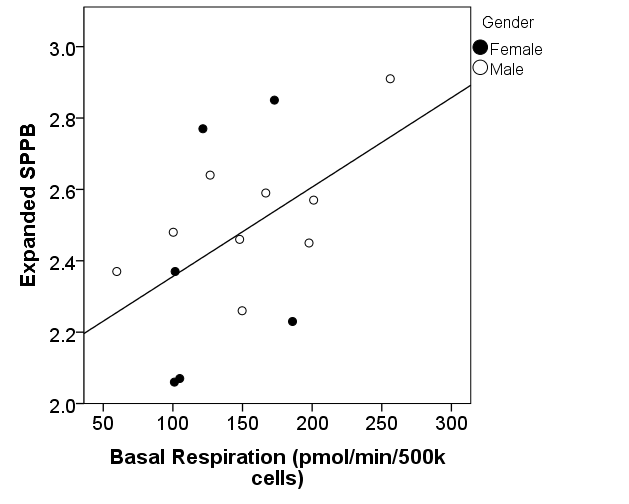 Gender
Female
Male
3.0
2.8
2.6
2.4
2.2
2.0
Expanded SPPB
50 100 150 200 250 300
Basal Respiration (pmol/min/500k
cells)